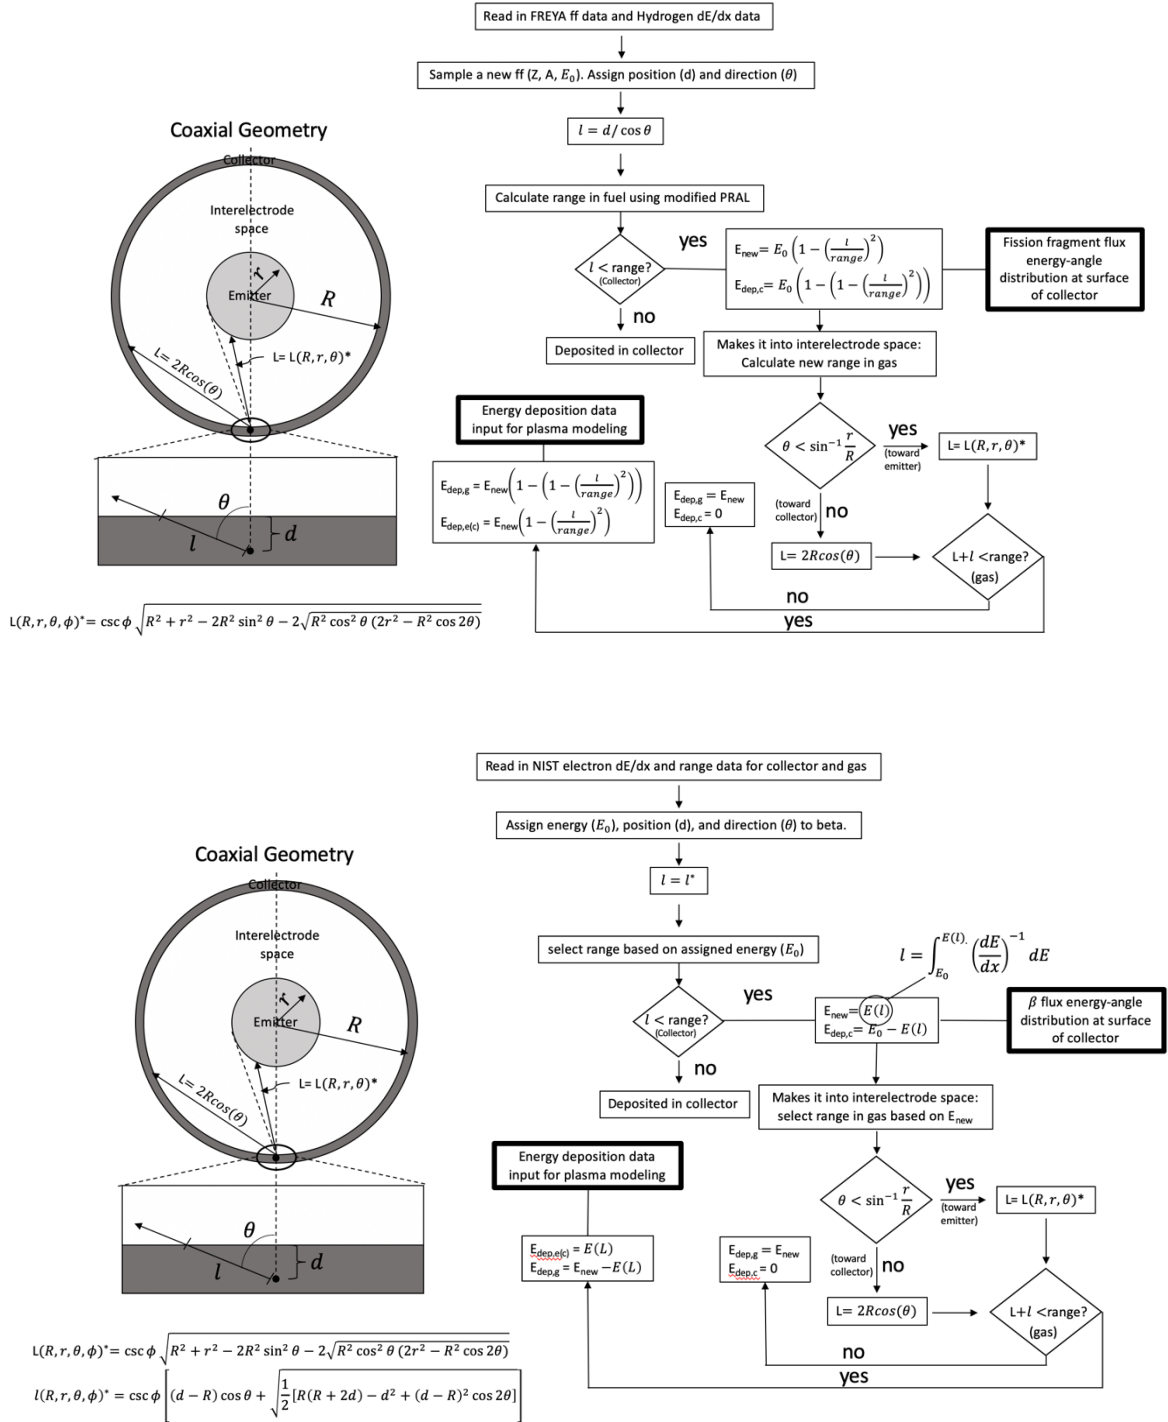 Read in FREYA ff data and Hydrogen dE/dx data
Sample a new ff (Z, A, E₀). Assign position (d) and direction (θ)
l = d/ cos θ
Calculate range in fuel using modified PRAL
l < range?
(Collector)
yes
no
Deposited in collector
E_new= E₀ (1 − (l/range)²)
E_dep,c= E₀ (1 − (1 − (l/range)²))
Fission fragment flux
energy-angle
distribution at surface
of collector
Makes it into interelectrode space:
Calculate new range in gas
θ < sin⁻¹ r/R
yes
(toward
emitter)
L= L(R, r, θ)*
(toward
collector)
no
L= 2Rcos(θ)
L+l <range?
(gas)
no
yes
E_dep,g = E_new
E_dep,c = 0
Energy deposition data
input for plasma modeling
E_dep,g = E_new(1 − (1 − (l/range)²))
E_dep,e(c) = E_new(1 − (l/range)²)
Coaxial Geometry
Collector
Interelectrode
space
r
Emitter
R
L= 2Rcos(θ)
L= L(R, r, θ)*
θ
l
d
L(R, r, θ, ϕ)*= csc ϕ √(R² + r² − 2R² sin² θ − 2√(R² cos² θ (2r² − R² cos 2θ)))
Read in NIST electron dE/dx and range data for collector and gas
Assign energy (E₀), position (d), and direction (θ) to beta.
l = l*
select range based on assigned energy (E₀)
l < range?
(Collector)
yes
no
Deposited in collector
l = ∫_E₀^E(l). (dE/dx)⁻¹ dE
E_new= E(l)
E_dep,c= E₀ − E(l)
β flux energy-angle
distribution at surface
of collector
Makes it into interelectrode space:
select range in gas based on E_new
θ < sin⁻¹ r/R
yes
(toward
emitter)
L= L(R, r, θ)*
(toward
collector)
no
L= 2Rcos(θ)
L+l <range?
(gas)
no
yes
E_dep,g = E_new
E_dep,c = 0
Energy deposition data
input for plasma modeling
E_dep,e(c) = E(L)
E_dep,g = E_new −E(L)
Coaxial Geometry
Collector
Interelectrode
space
r
Emitter
R
L= 2Rcos(θ)
L= L(R, r, θ)*
θ
l
d
L(R, r, θ, ϕ)*= csc ϕ √(R² + r² − 2R² sin² θ − 2√(R² cos² θ (2r² − R² cos 2θ)))
l(R, r, θ, ϕ)* = csc ϕ [(d − R) cos θ + √(1/2 [R(R + 2d) − d² + (d − R)² cos 2θ])]